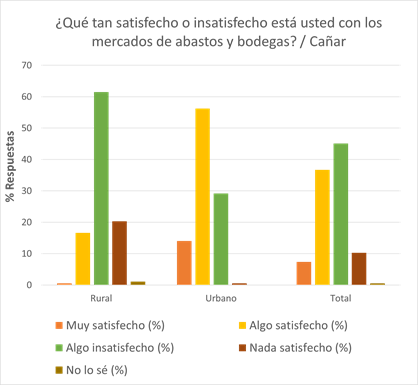 ¿Qué tan satisfecho o insatisfecho está usted con los
mercados de abastos y bodegas? / Cañar
% Respuestas
70
60
50
40
30
20
10
0
Rural
Urbano
Total
Muy satisfecho (%)
Algo satisfecho (%)
Algo insatisfecho (%)
Nada satisfecho (%)
No lo sé (%)